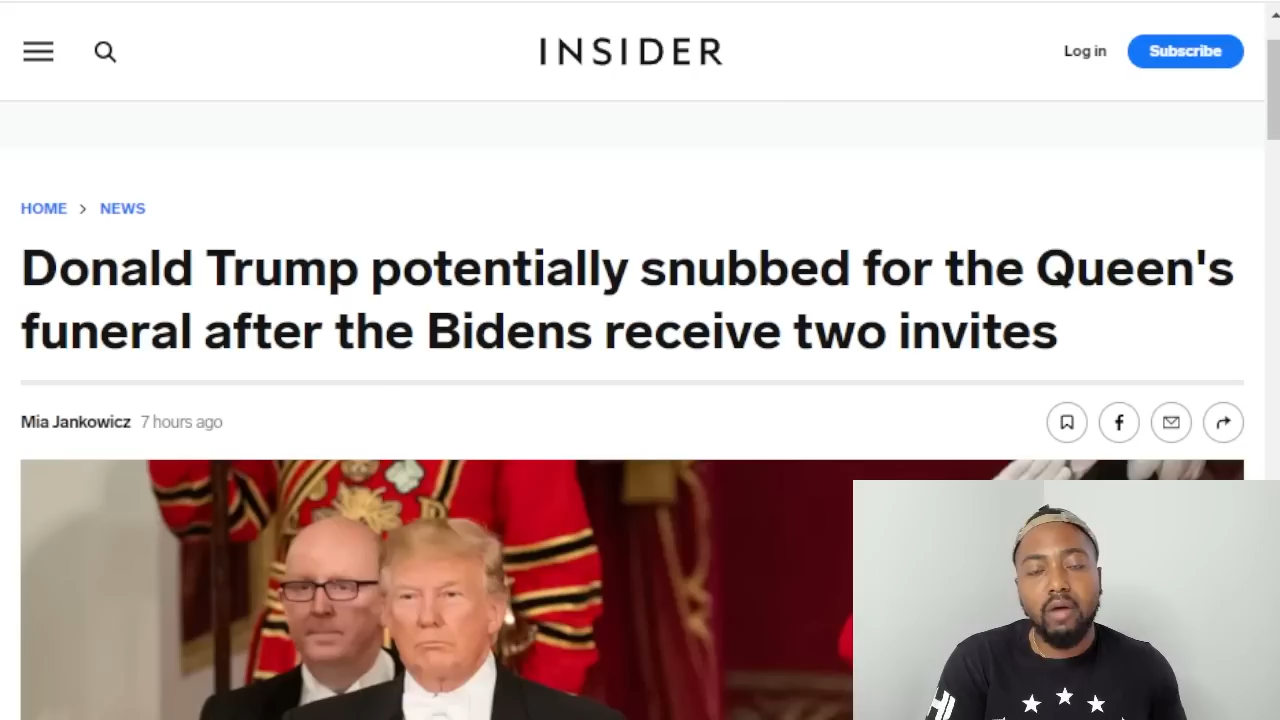 INSIDER
Log in
Subscribe
HOME > NEWS
Donald Trump potentially snubbed for the Queen's
funeral after the Bidens receive two invites
Mia Jankowicz 7 hours ago